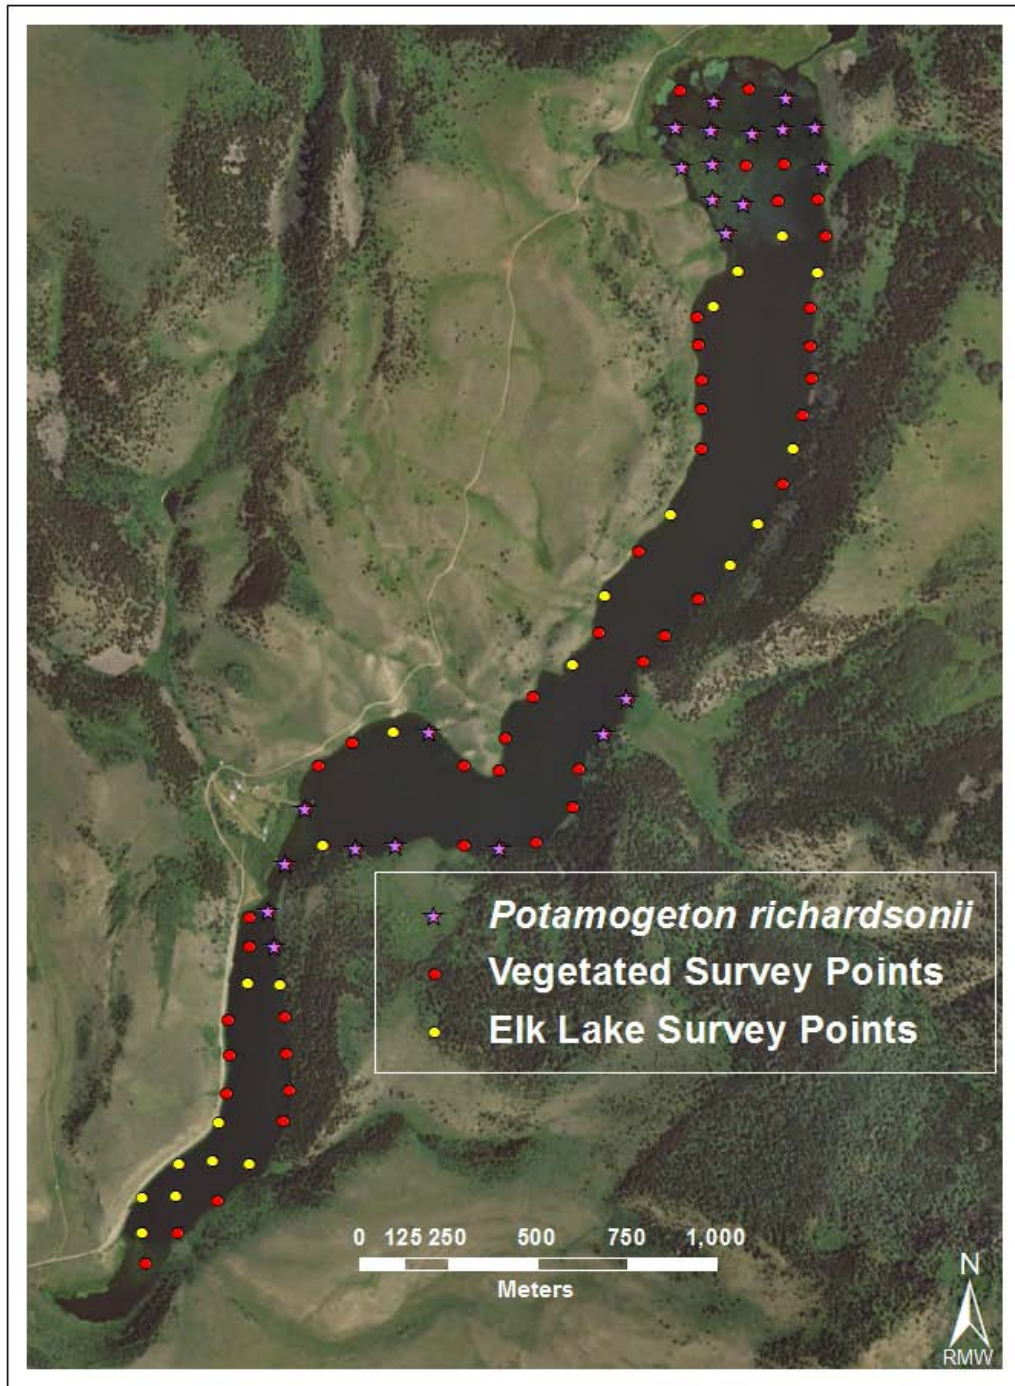 Potamogeton richardsonii
Vegetated Survey Points
Elk Lake Survey Points
0 125 250 500 750 1,000
Meters
N
RMW